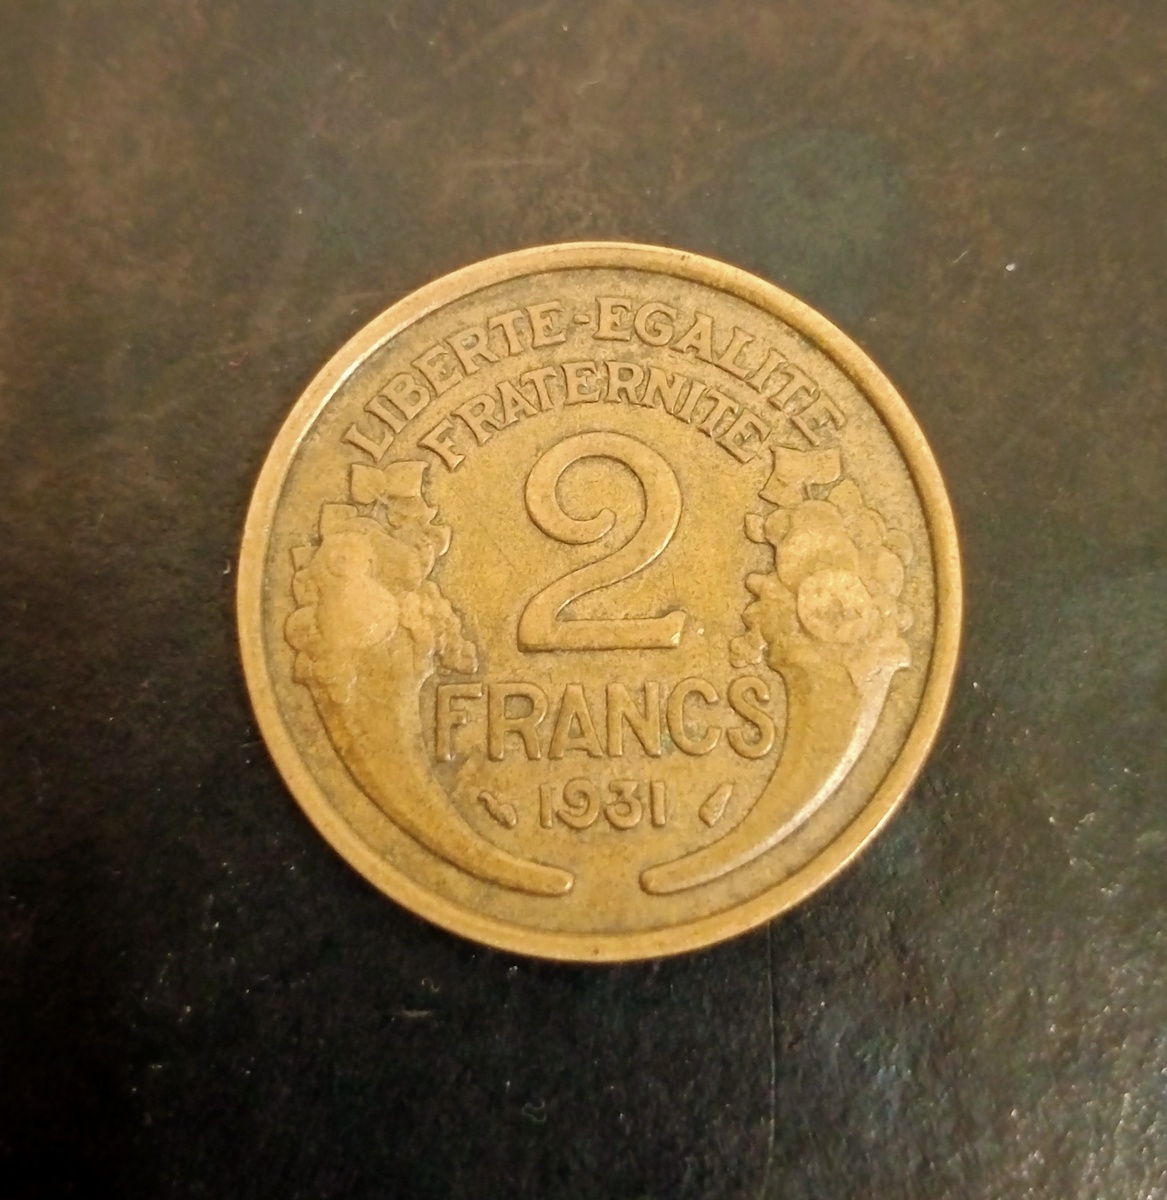 LIBERTE-EGALITE
FRATERNITE
2
FRANCS
1931